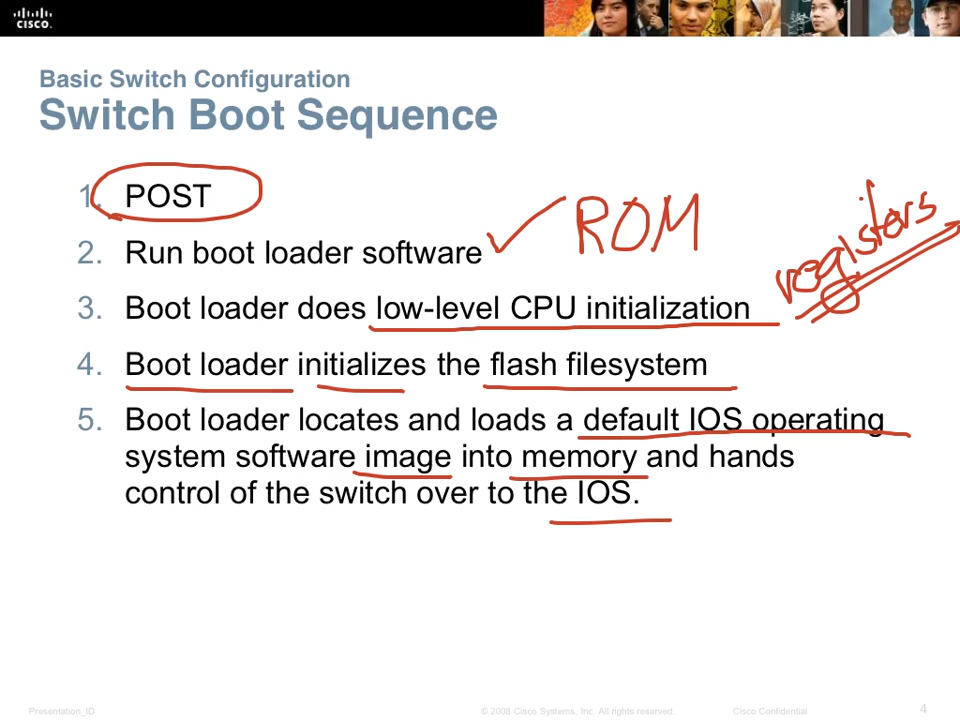 CISCO
Basic Switch Configuration
Switch Boot Sequence
1. POST
2. Run boot loader software
ROM
registers
3. Boot loader does low-level CPU initialization
4. Boot loader initializes the flash filesystem
5. Boot loader locates and loads a default IOS operating
system software image into memory and hands
control of the switch over to the IOS.
Presentation_ID
© 2008 Cisco Systems, Inc. All rights reserved.
Cisco Confidential
4